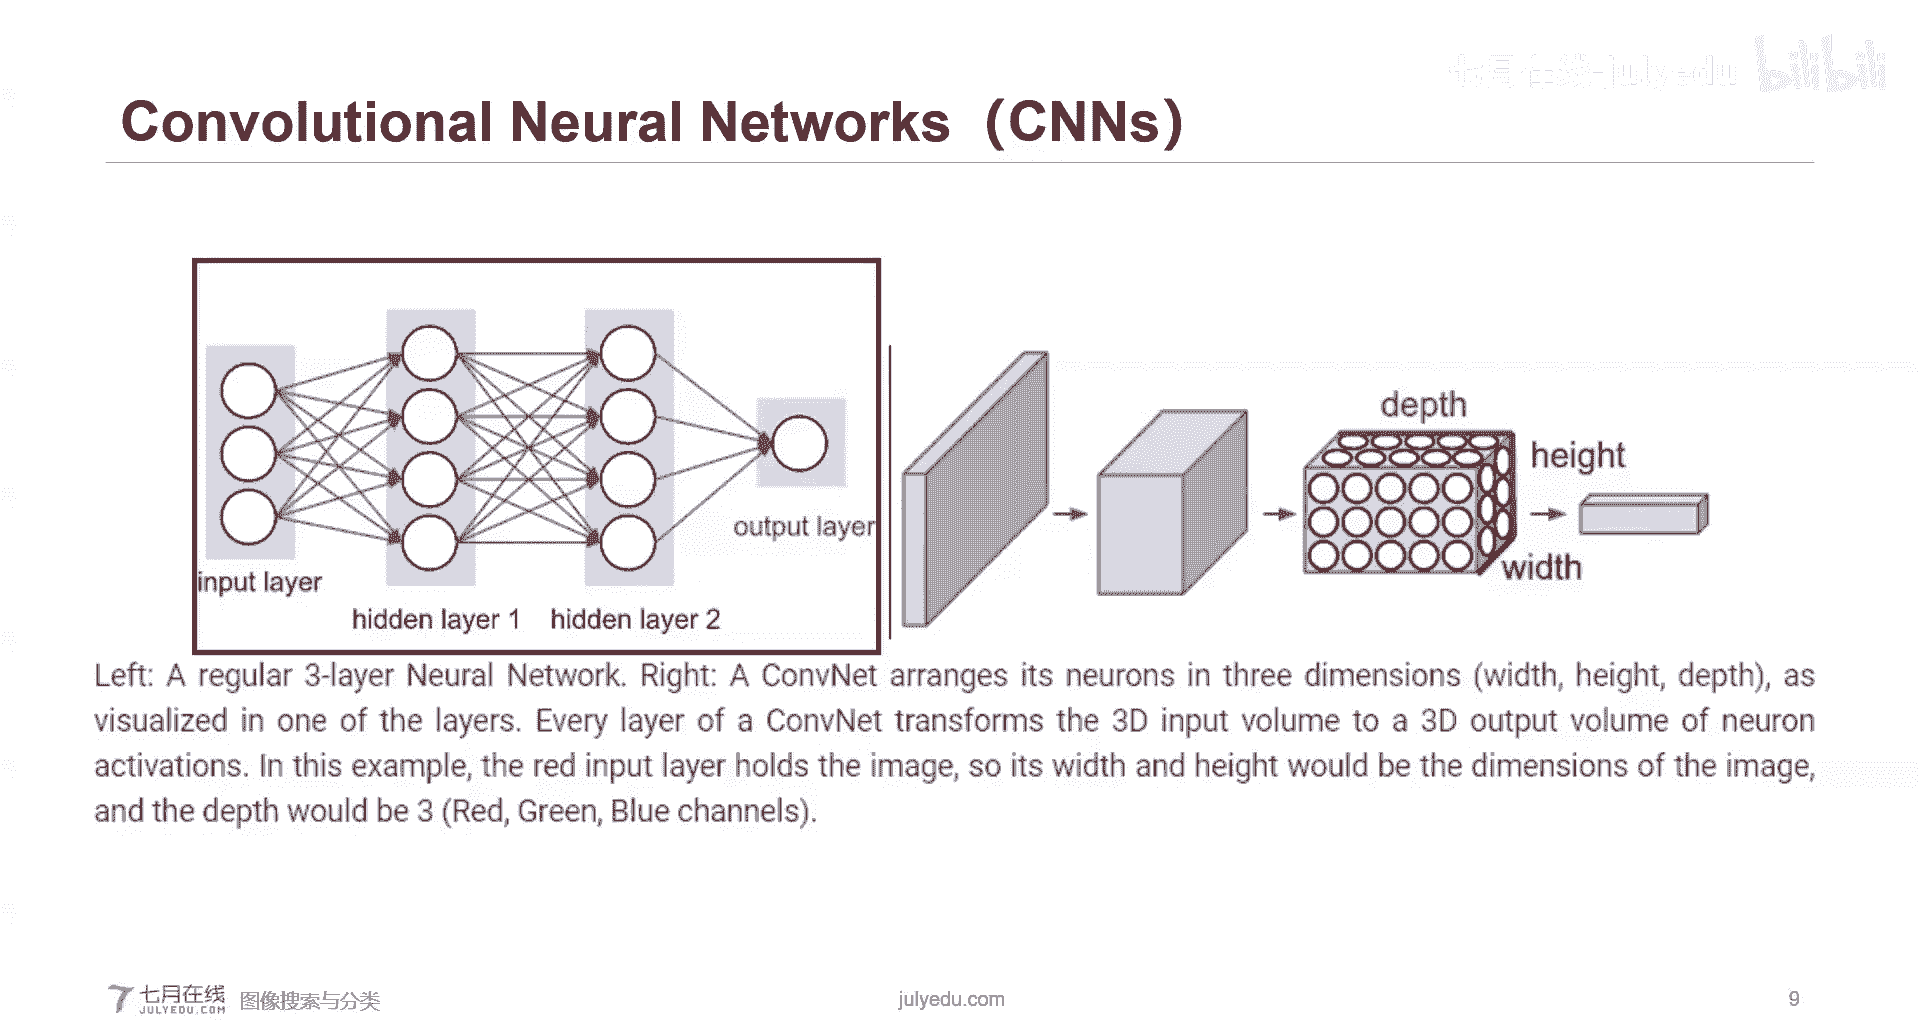 七月在线-julyedu bilibili
Convolutional Neural Networks（CNNs）
input layer
hidden layer 1
hidden layer 2
output layer
depth
height
width
Left: A regular 3-layer Neural Network. Right: A ConvNet arranges its neurons in three dimensions (width, height, depth), as
visualized in one of the layers. Every layer of a ConvNet transforms the 3D input volume to a 3D output volume of neuron
activations. In this example, the red input layer holds the image, so its width and height would be the dimensions of the image,
and the depth would be 3 (Red, Green, Blue channels).
七月在线
JULYEDU.COM
图像搜索与分类
julyedu.com
9